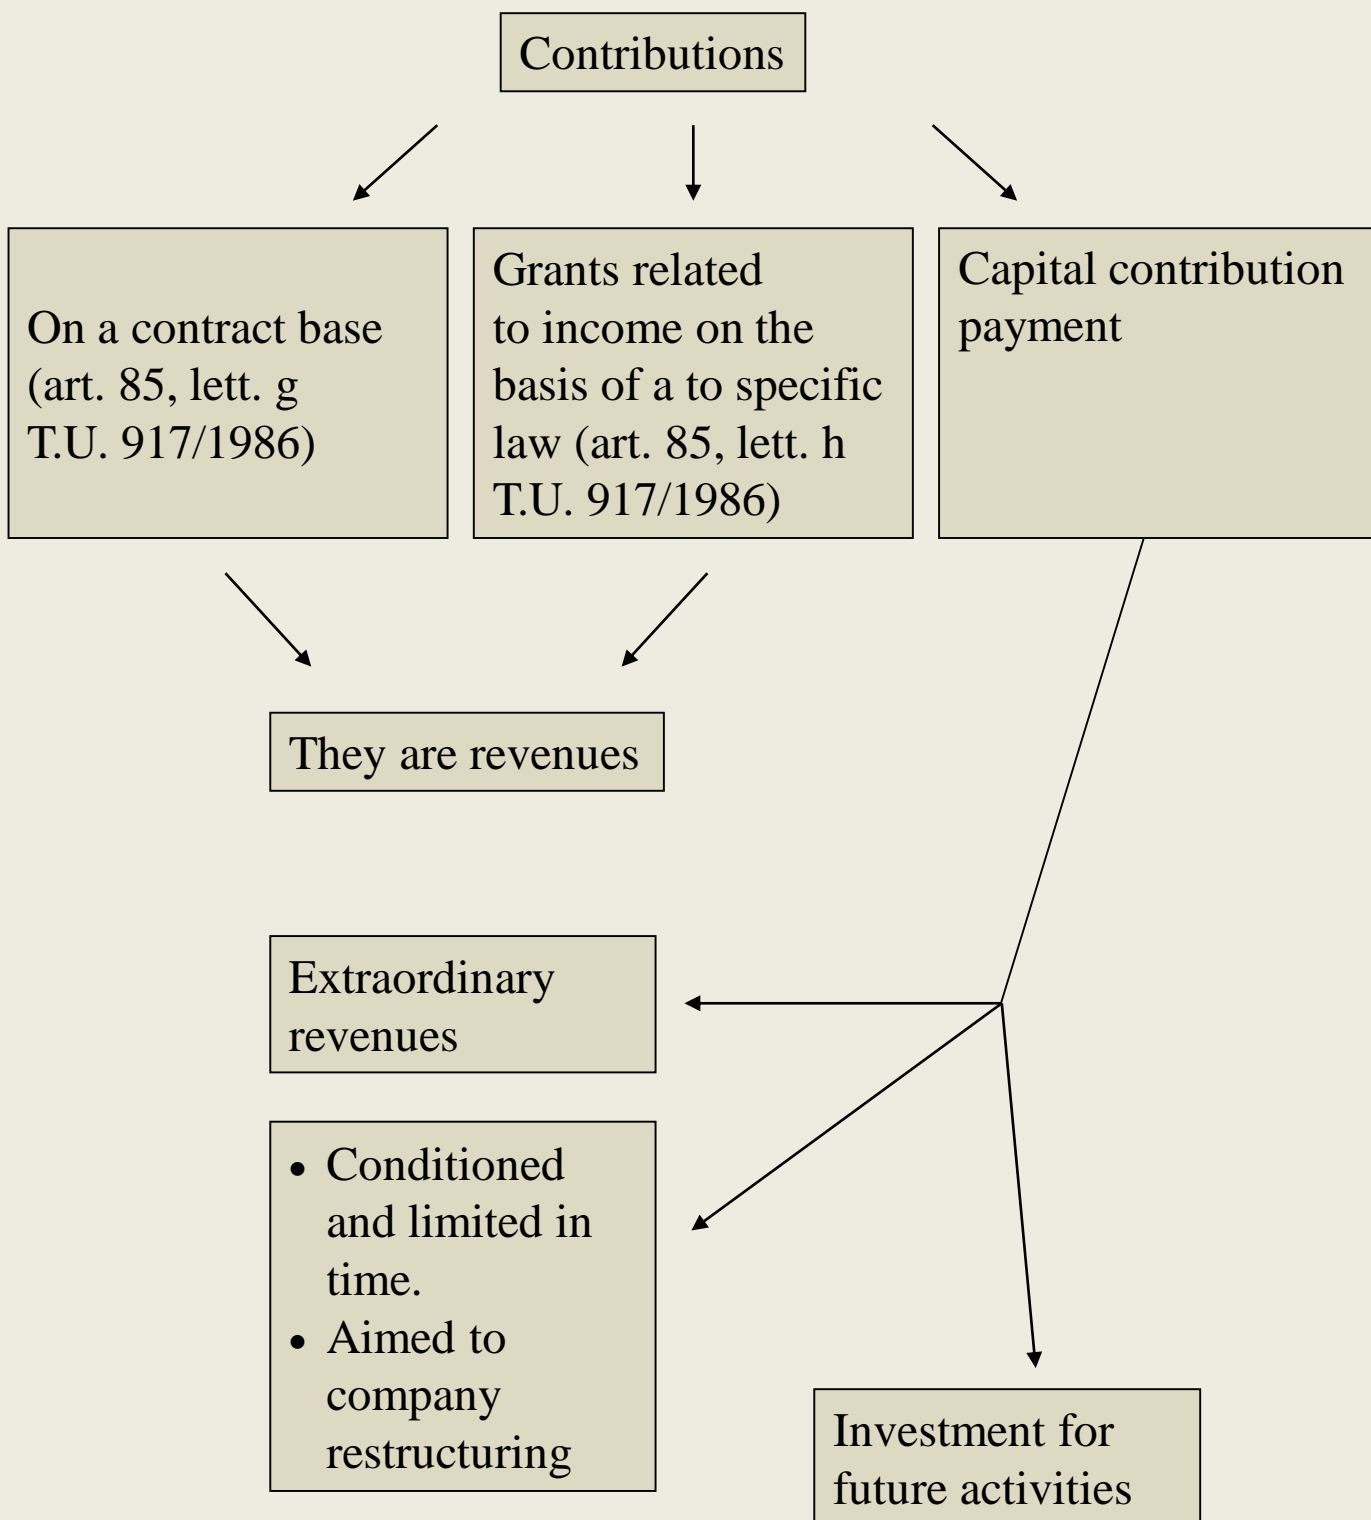 Contributions
On a contract base
(art. 85, lett. g
T.U. 917/1986)
Grants related
to income on the
basis of a to specific
law (art. 85, lett. h
T.U. 917/1986)
Capital contribution
payment
They are revenues
Extraordinary
revenues
• Conditioned
and limited in
time.
• Aimed to
company
restructuring
Investment for
future activities